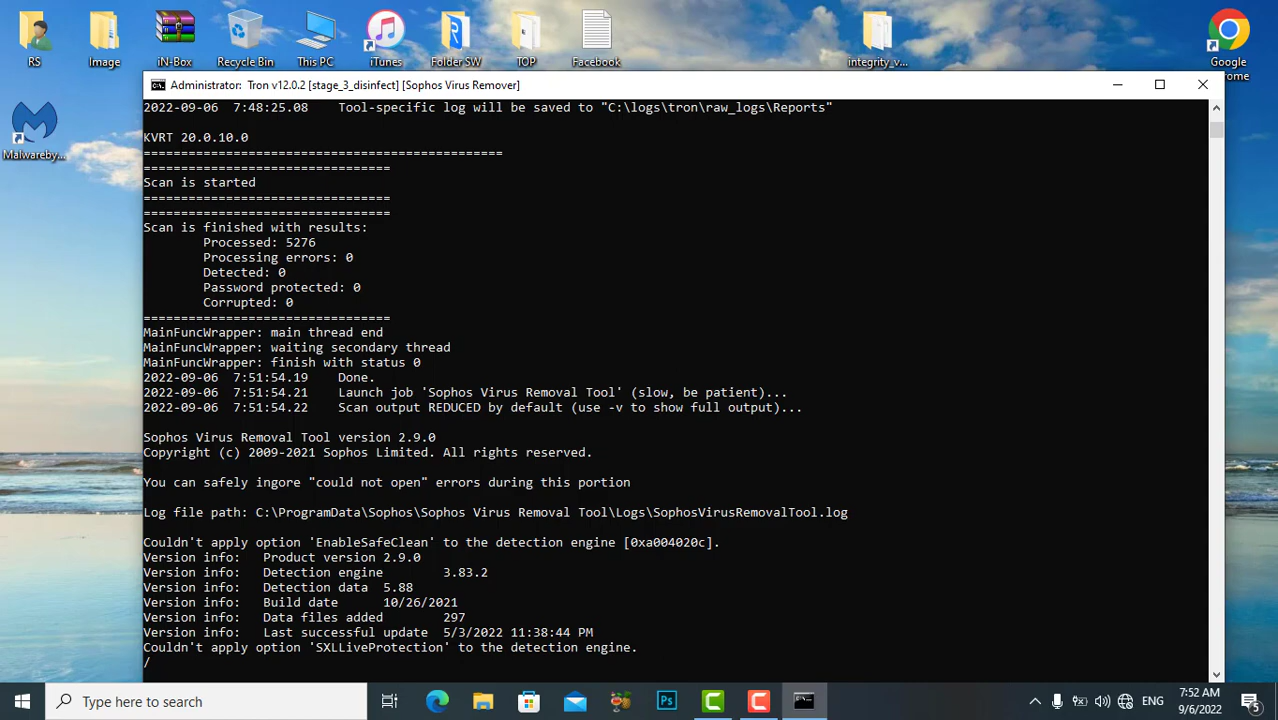 RS
Image
iN-Box
Recycle Bin
This PC
iTunes
Folder SW
TOP
Facebook
integrity_v...
Google
ome
Malwareby...
Administrator:  Tron v12.0.2 [stage_3_disinfect] [Sophos Virus Remover]
2022-09-06  7:48:25.08   Tool-specific log will be saved to "C:\logs\tron\raw_logs\Reports"
KVRT 20.0.10.0
================================================
=================================
Scan is started
=================================
=================================
Scan is finished with results:
Processed: 5276
Processing errors: 0
Detected: 0
Password protected: 0
Corrupted: 0
=================================
MainFuncWrapper: main thread end
MainFuncWrapper: waiting secondary thread
MainFuncWrapper: finish with status 0
2022-09-06  7:51:54.19   Done.
2022-09-06  7:51:54.21   Launch job 'Sophos Virus Removal Tool' (slow, be patient)...
2022-09-06  7:51:54.22   Scan output REDUCED by default (use -v to show full output)...
Sophos Virus Removal Tool version 2.9.0
Copyright (c) 2009-2021 Sophos Limited. All rights reserved.
You can safely ingore "could not open" errors during this portion
Log file path: C:\ProgramData\Sophos\Sophos Virus Removal Tool\Logs\SophosVirusRemovalTool.log
Couldn't apply option 'EnableSafeClean' to the detection engine [0xa004020c].
Version info:   Product version 2.9.0
Version info:   Detection engine        3.83.2
Version info:   Detection data  5.88
Version info:   Build date      10/26/2021
Version info:   Data files added        297
Version info:   Last successful update  5/3/2022 11:38:44 PM
Couldn't apply option 'SXLLiveProtection' to the detection engine.
/
Type here to search
Ps
ENG
7:52 AM
9/6/2022
5